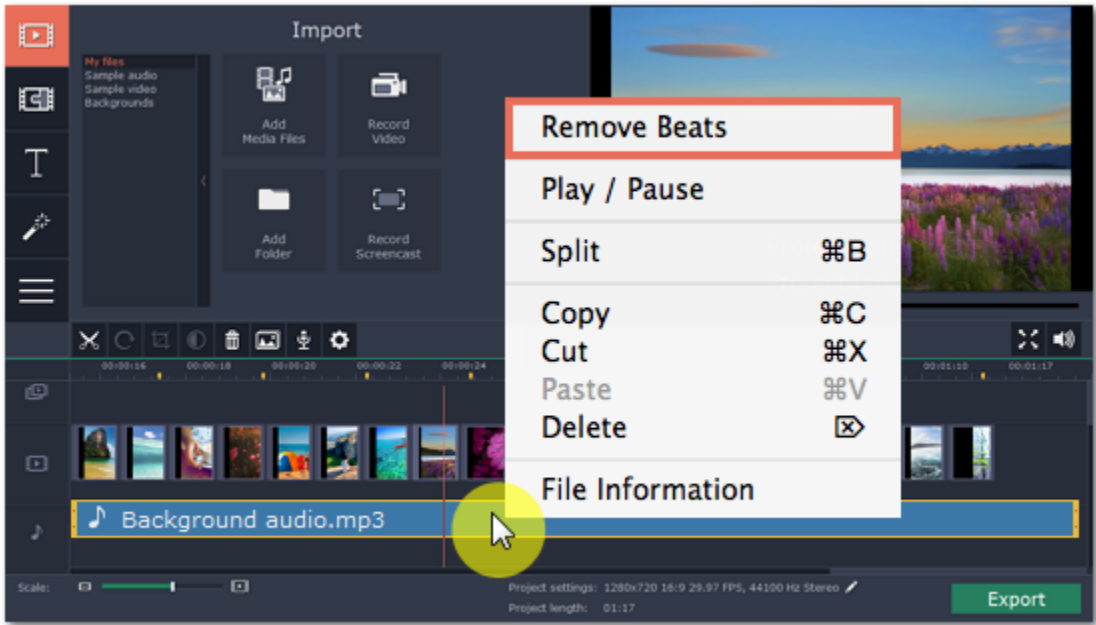 Import
My files
Sample audio
Sample video
Backgrounds
Add
Media Files
Record
Video
Add
Folder
Record
Screencast
Remove Beats
Play / Pause
Split ⌘B
Copy ⌘C
Cut ⌘X
Paste ⌘V
Delete ⌦
File Information
00:00:16 00:00:18 00:00:20 00:00:22 00:00:24 00:01:10 00:01:17
Background audio.mp3
Scale:
Project settings: 1280x720 16:9 29.97 FPS, 44100 Hz Stereo
Project length: 01:17
Export